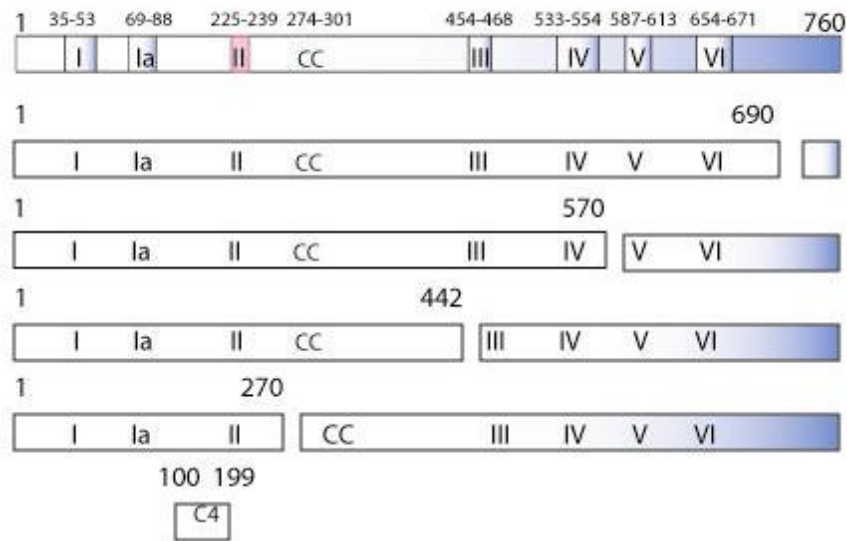 1 35-53 69-88 225-239 274-301 454-468 533-554 587-613 654-671 760
I Ia II CC III IV V VI
1 690
I Ia II CC III IV V VI
1 570
I Ia II CC III IV V VI
1 442
I Ia II CC III IV V VI
1 270
I Ia II CC III IV V VI
100 199
C4